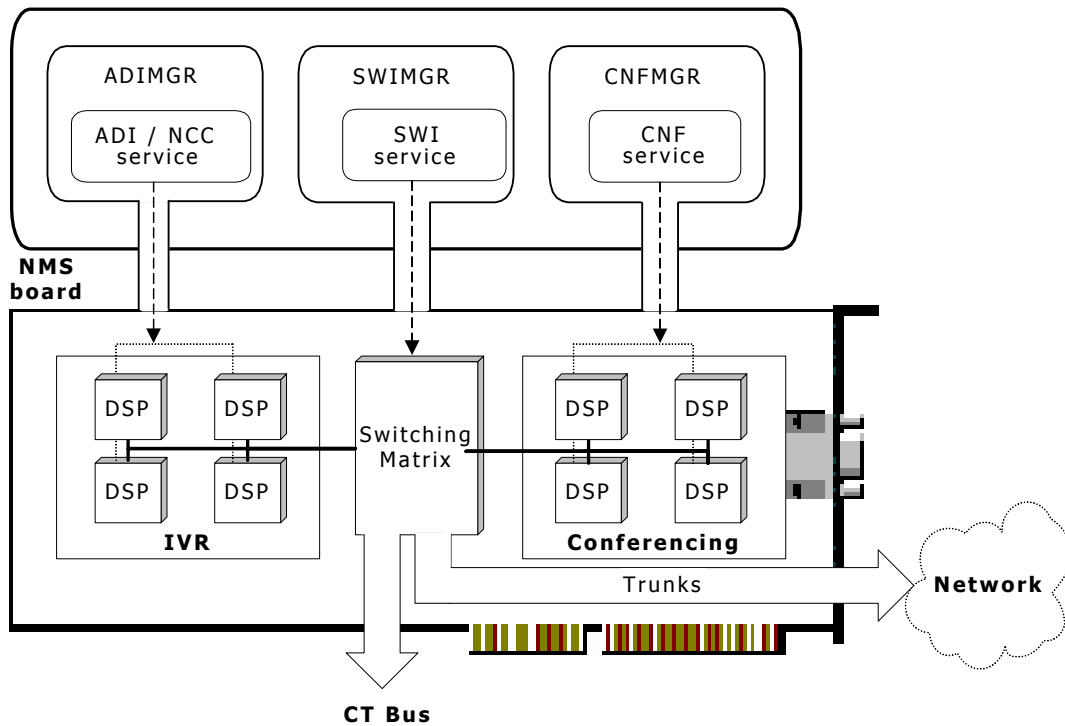 ADIMGR
SWIMGR
CNFMGR
ADI / NCC
service
SWI
service
CNF
service
NMS
board
DSP
DSP
DSP
DSP
IVR
Switching
Matrix
DSP
DSP
DSP
DSP
Conferencing
Trunks
Network
CT Bus